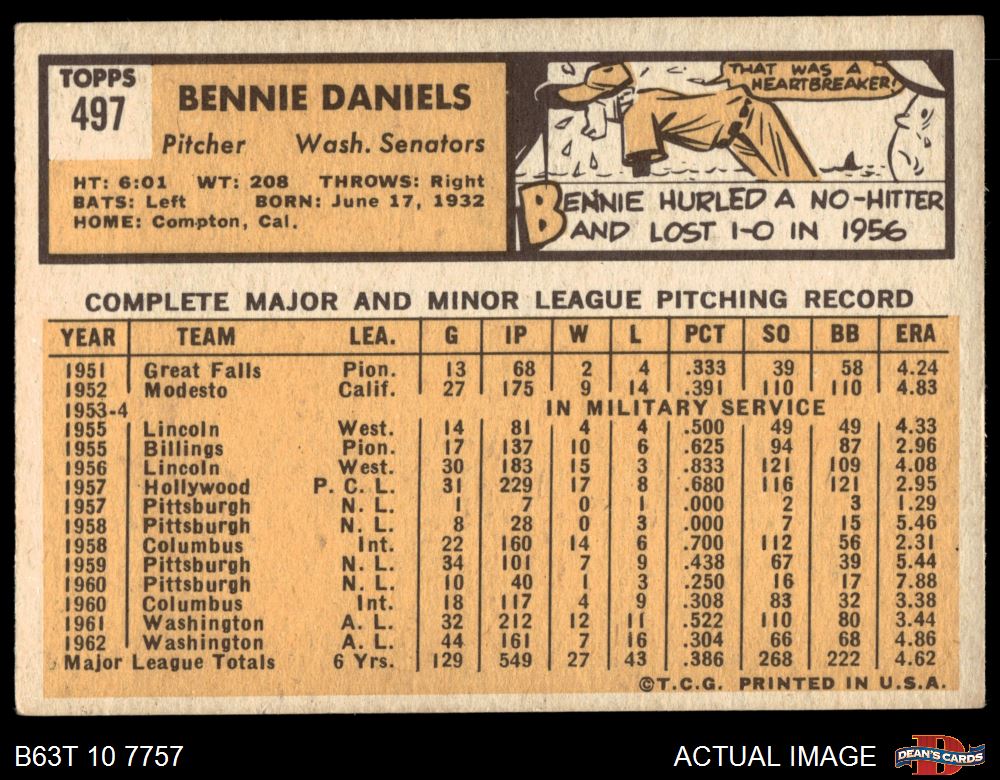 TOPPS
497
BENNIE DANIELS
Pitcher Wash. Senators
HT: 6:01 WT: 208 THROWS: Right
BATS: Left BORN: June 17, 1932
HOME: Compton, Cal.
THAT WAS A
HEARTBREAKER!
BENNIE HURLED A NO-HITTER
AND LOST 1-0 IN 1956
COMPLETE MAJOR AND MINOR LEAGUE PITCHING RECORD
YEAR TEAM LEA. G IP W L PCT SO BB ERA
1951 Great Falls Pion. 13 68 2 4 .333 39 58 4.24
1952 Modesto Calif. 27 175 9 14 .391 110 110 4.83
1953-4 IN MILITARY SERVICE
1955 Lincoln West. 14 81 4 4 .500 49 49 4.33
1955 Billings Pion. 17 137 10 6 .625 94 87 2.96
1956 Lincoln West. 30 183 15 3 .833 121 109 4.08
1957 Hollywood P. C. L. 31 229 17 8 .680 116 121 2.95
1957 Pittsburgh N. L. 1 7 0 1 .000 2 3 1.29
1958 Pittsburgh N. L. 8 28 0 3 .000 7 15 5.46
1958 Columbus Int. 22 160 14 6 .700 112 56 2.31
1959 Pittsburgh N. L. 34 101 7 9 .438 67 39 5.44
1960 Pittsburgh N. L. 10 40 1 3 .250 16 17 7.88
1960 Columbus Int. 18 117 4 9 .308 83 32 3.38
1961 Washington A. L. 32 212 12 11 .522 110 80 3.44
1962 Washington A. L. 44 161 7 16 .304 66 68 4.86
Major League Totals 6 Yrs. 129 549 27 43 .386 268 222 4.62
©T.C.G. PRINTED IN U.S.A.
B63T 10 7757 ACTUAL IMAGE DEAN'S CARDS